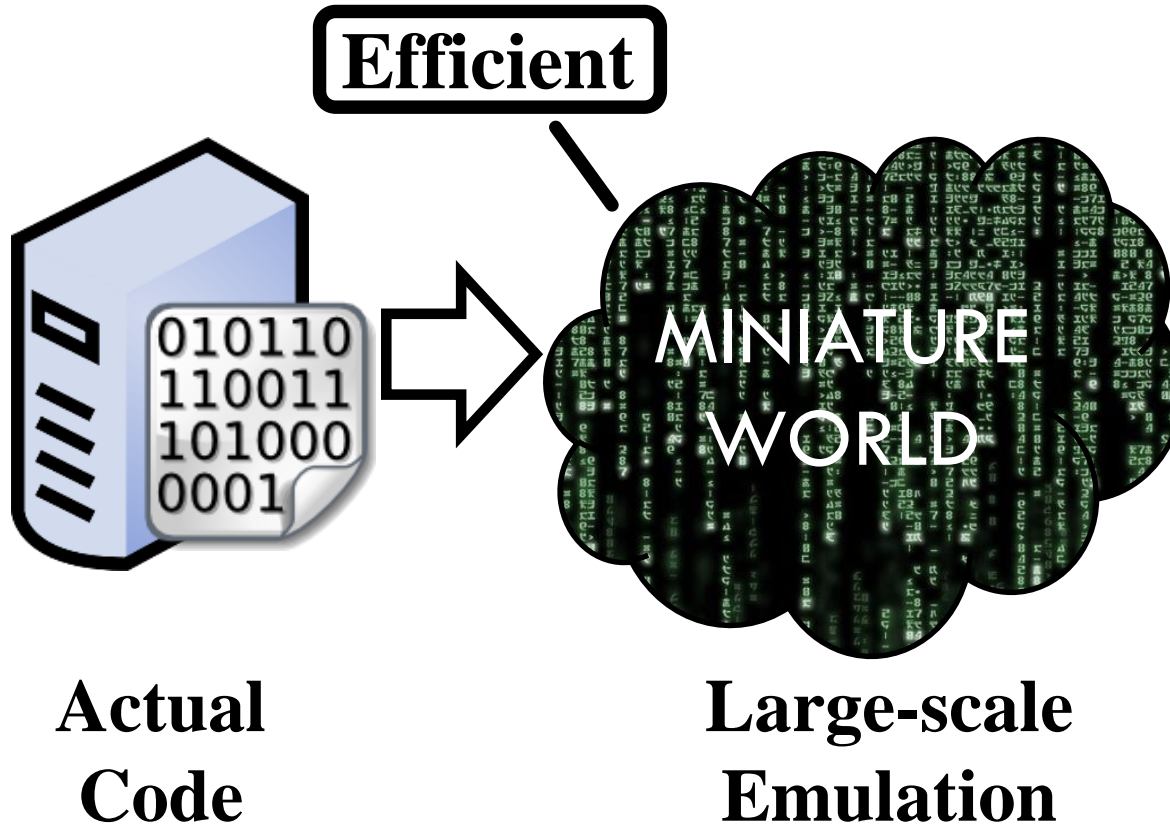 Efficient
010110
110011
101000
0001
MINIATURE
WORLD
Actual
Code
Large-scale
Emulation